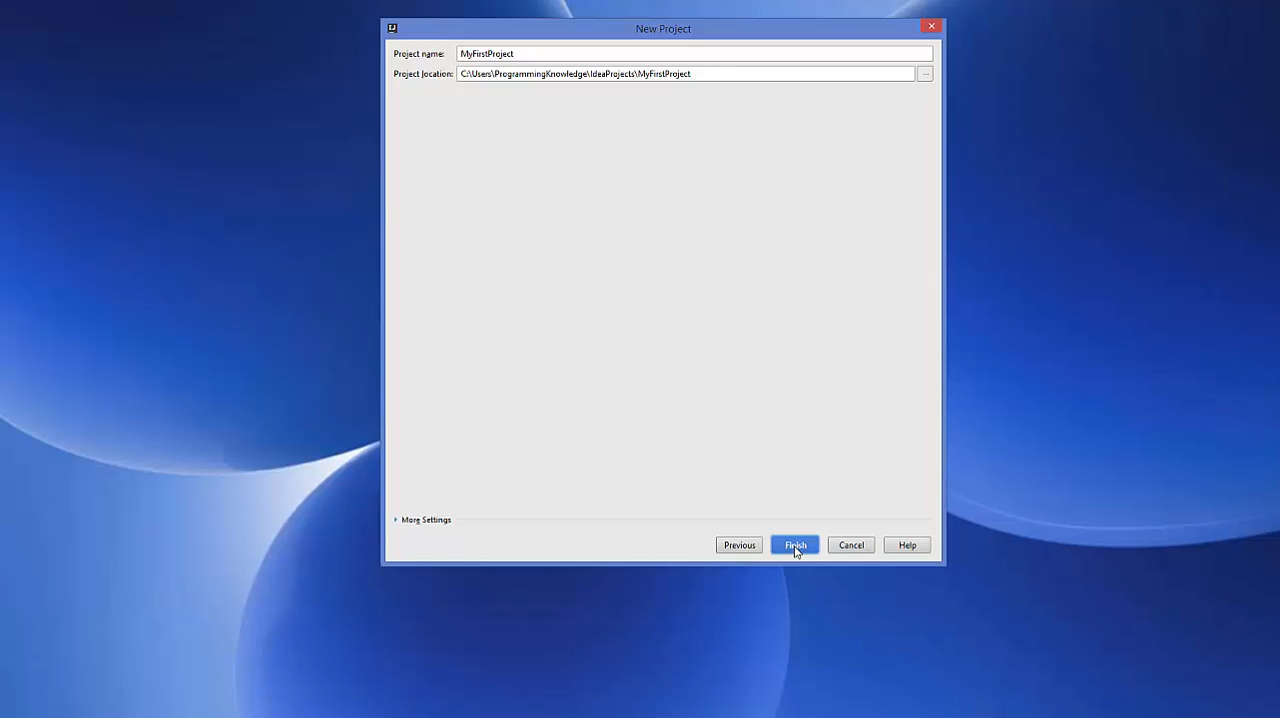 New Project
Project name: MyFirstProject
Project location: C:\Users\ProgrammingKnowledge\IdeaProjects\MyFirstProject ...
More Settings
Previous Finish Cancel Help